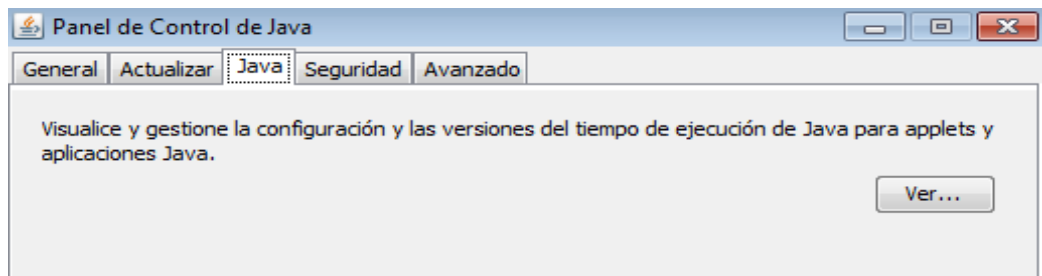 Panel de Control de Java
General Actualizar Java Seguridad Avanzado
Visualice y gestione la configuración y las versiones del tiempo de ejecución de Java para applets y
aplicaciones Java.
Ver...